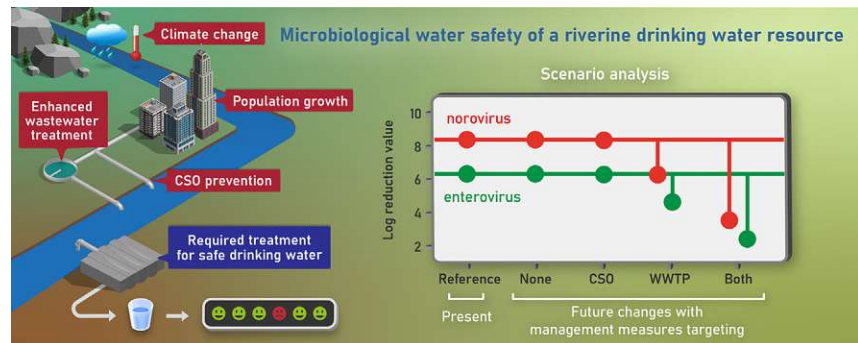 Microbiological water safety of a riverine drinking water resource
Climate change
Population growth
Enhanced
wastewater
treatment
CSO prevention
Required treatment
for safe drinking water
Scenario analysis
Log reduction value
10
8
6
4
2
norovirus
enterovirus
Reference
None
CSO
WWTP
Both
Present
Future changes with
management measures targeting